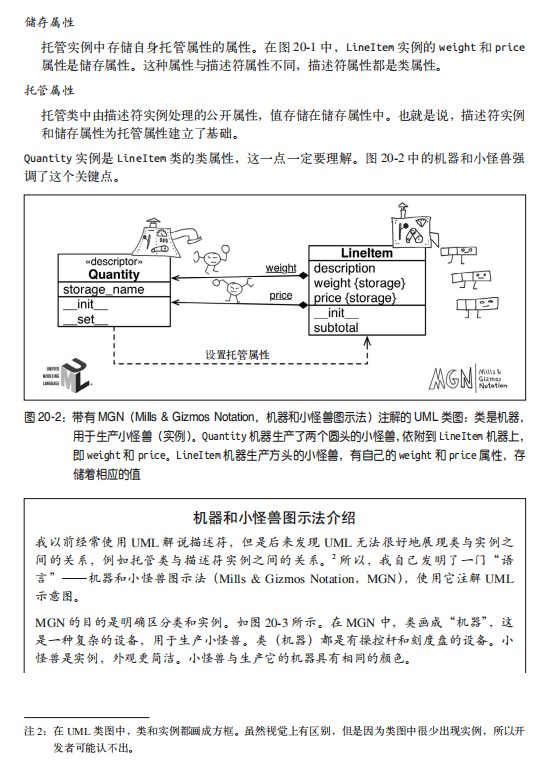 储存属性
托管实例中存储自身托管属性的属性。在图 20-1 中，LineItem 实例的 weight 和 price
属性是储存属性。这种属性与描述符属性不同，描述符属性都是类属性。
托管属性
托管类中由描述符实例处理的公开属性，值存储在储存属性中。也就是说，描述符实例
和储存属性为托管属性建立了基础。
Quantity 实例是 LineItem 类的类属性，这一点一定要理解。图 20-2 中的机器和小怪兽强
调了这个关键点。
«descriptor»
Quantity
storage_name
__init__
__set__
weight
price
LineItem
description
weight {storage}
price {storage}
__init__
subtotal
设置托管属性
UNIFIED
MODELING
LANGUAGE
UML
MGN
Mills &
Gizmos
Notation
图 20-2：带有 MGN（Mills & Gizmos Notation，机器和小怪兽图示法）注解的 UML 类图：类是机器，
用于生产小怪兽（实例）。Quantity 机器生产了两个圆头的小怪兽，依附到 LineItem 机器上，
即 weight 和 price。LineItem 机器生产方头的小怪兽，有自己的 weight 和 price 属性，存
储着相应的值
机器和小怪兽图示法介绍
我以前经常使用 UML 解说描述符，但是后来发现 UML 无法很好地展现类与实例之
间的关系，例如托管类与描述符实例之间的关系。2 所以，我自己发明了一门“语
言”——机器和小怪兽图示法（Mills & Gizmos Notation，MGN），使用它注解 UML
示意图。
MGN 的目的是明确区分类和实例。如图 20-3 所示。在 MGN 中，类画成“机器”，这
是一种复杂的设备，用于生产小怪兽。类（机器）都是有操控杆和刻度盘的设备。小
怪兽是实例，外观更简洁。小怪兽与生产它的机器具有相同的颜色。
注 2：在 UML 类图中，类和实例都画成方框。虽然视觉上有区别，但是因为类图中很少出现实例，所以开
发者可能认不出。